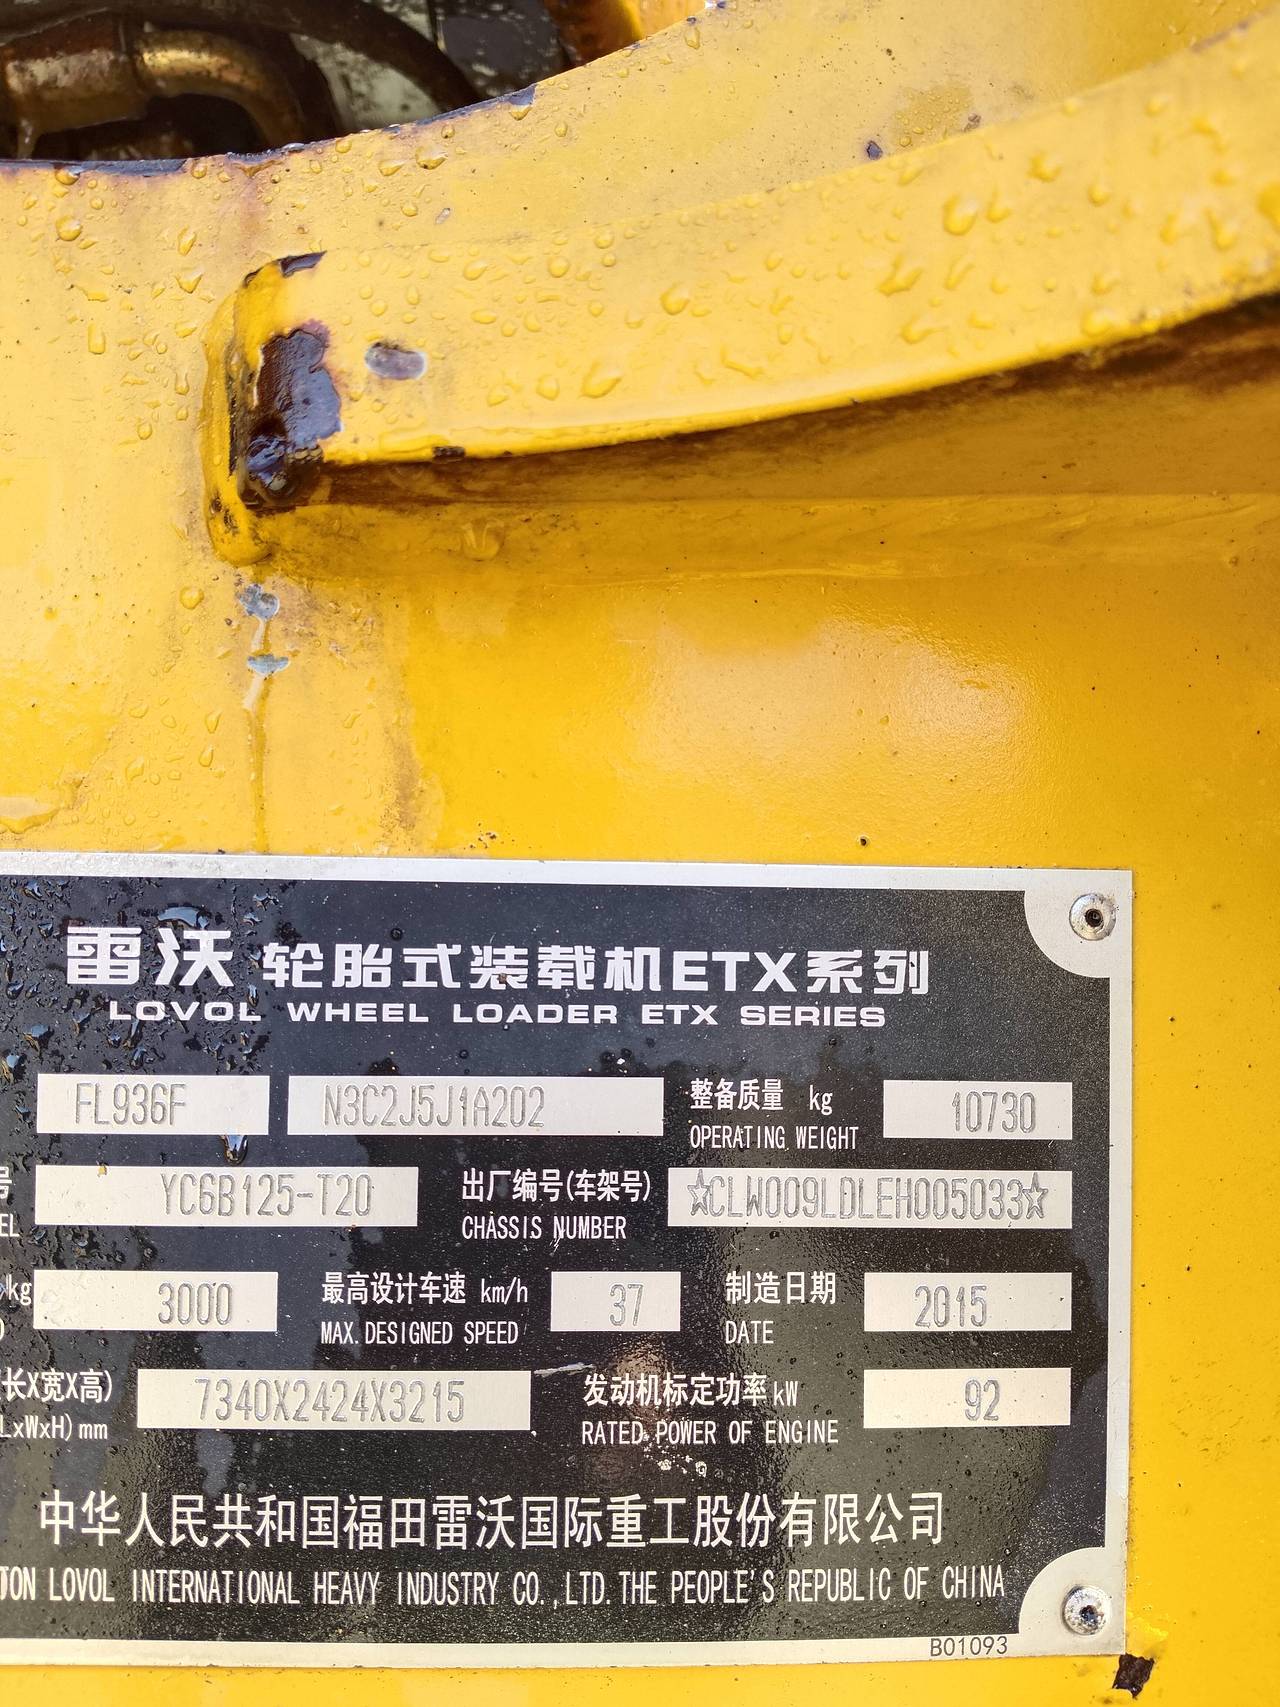 雷沃 轮胎式装载机ETX系列
LOVOL WHEEL LOADER ETX SERIES
FL936F N3C2J5J1A202 整备质量 kg 10730
OPERATING WEIGHT
号 YC6B125-T20 出厂编号(车架号) ☆CLW009LDLEH005033☆
EL CHASSIS NUMBER
kg 3000 最高设计车速 km/h 37 制造日期 2015
MAX.DESIGNED SPEED DATE
长X宽X高) 7340X2424X3215 发动机标定功率kW 92
LxWxH)mm RATED POWER OF ENGINE
中华人民共和国福田雷沃国际重工股份有限公司
TON LOVOL INTERNATIONAL HEAVY INDUSTRY CO.,LTD.THE PEOPLE'S REPUBLIC OF CHINA
B01093